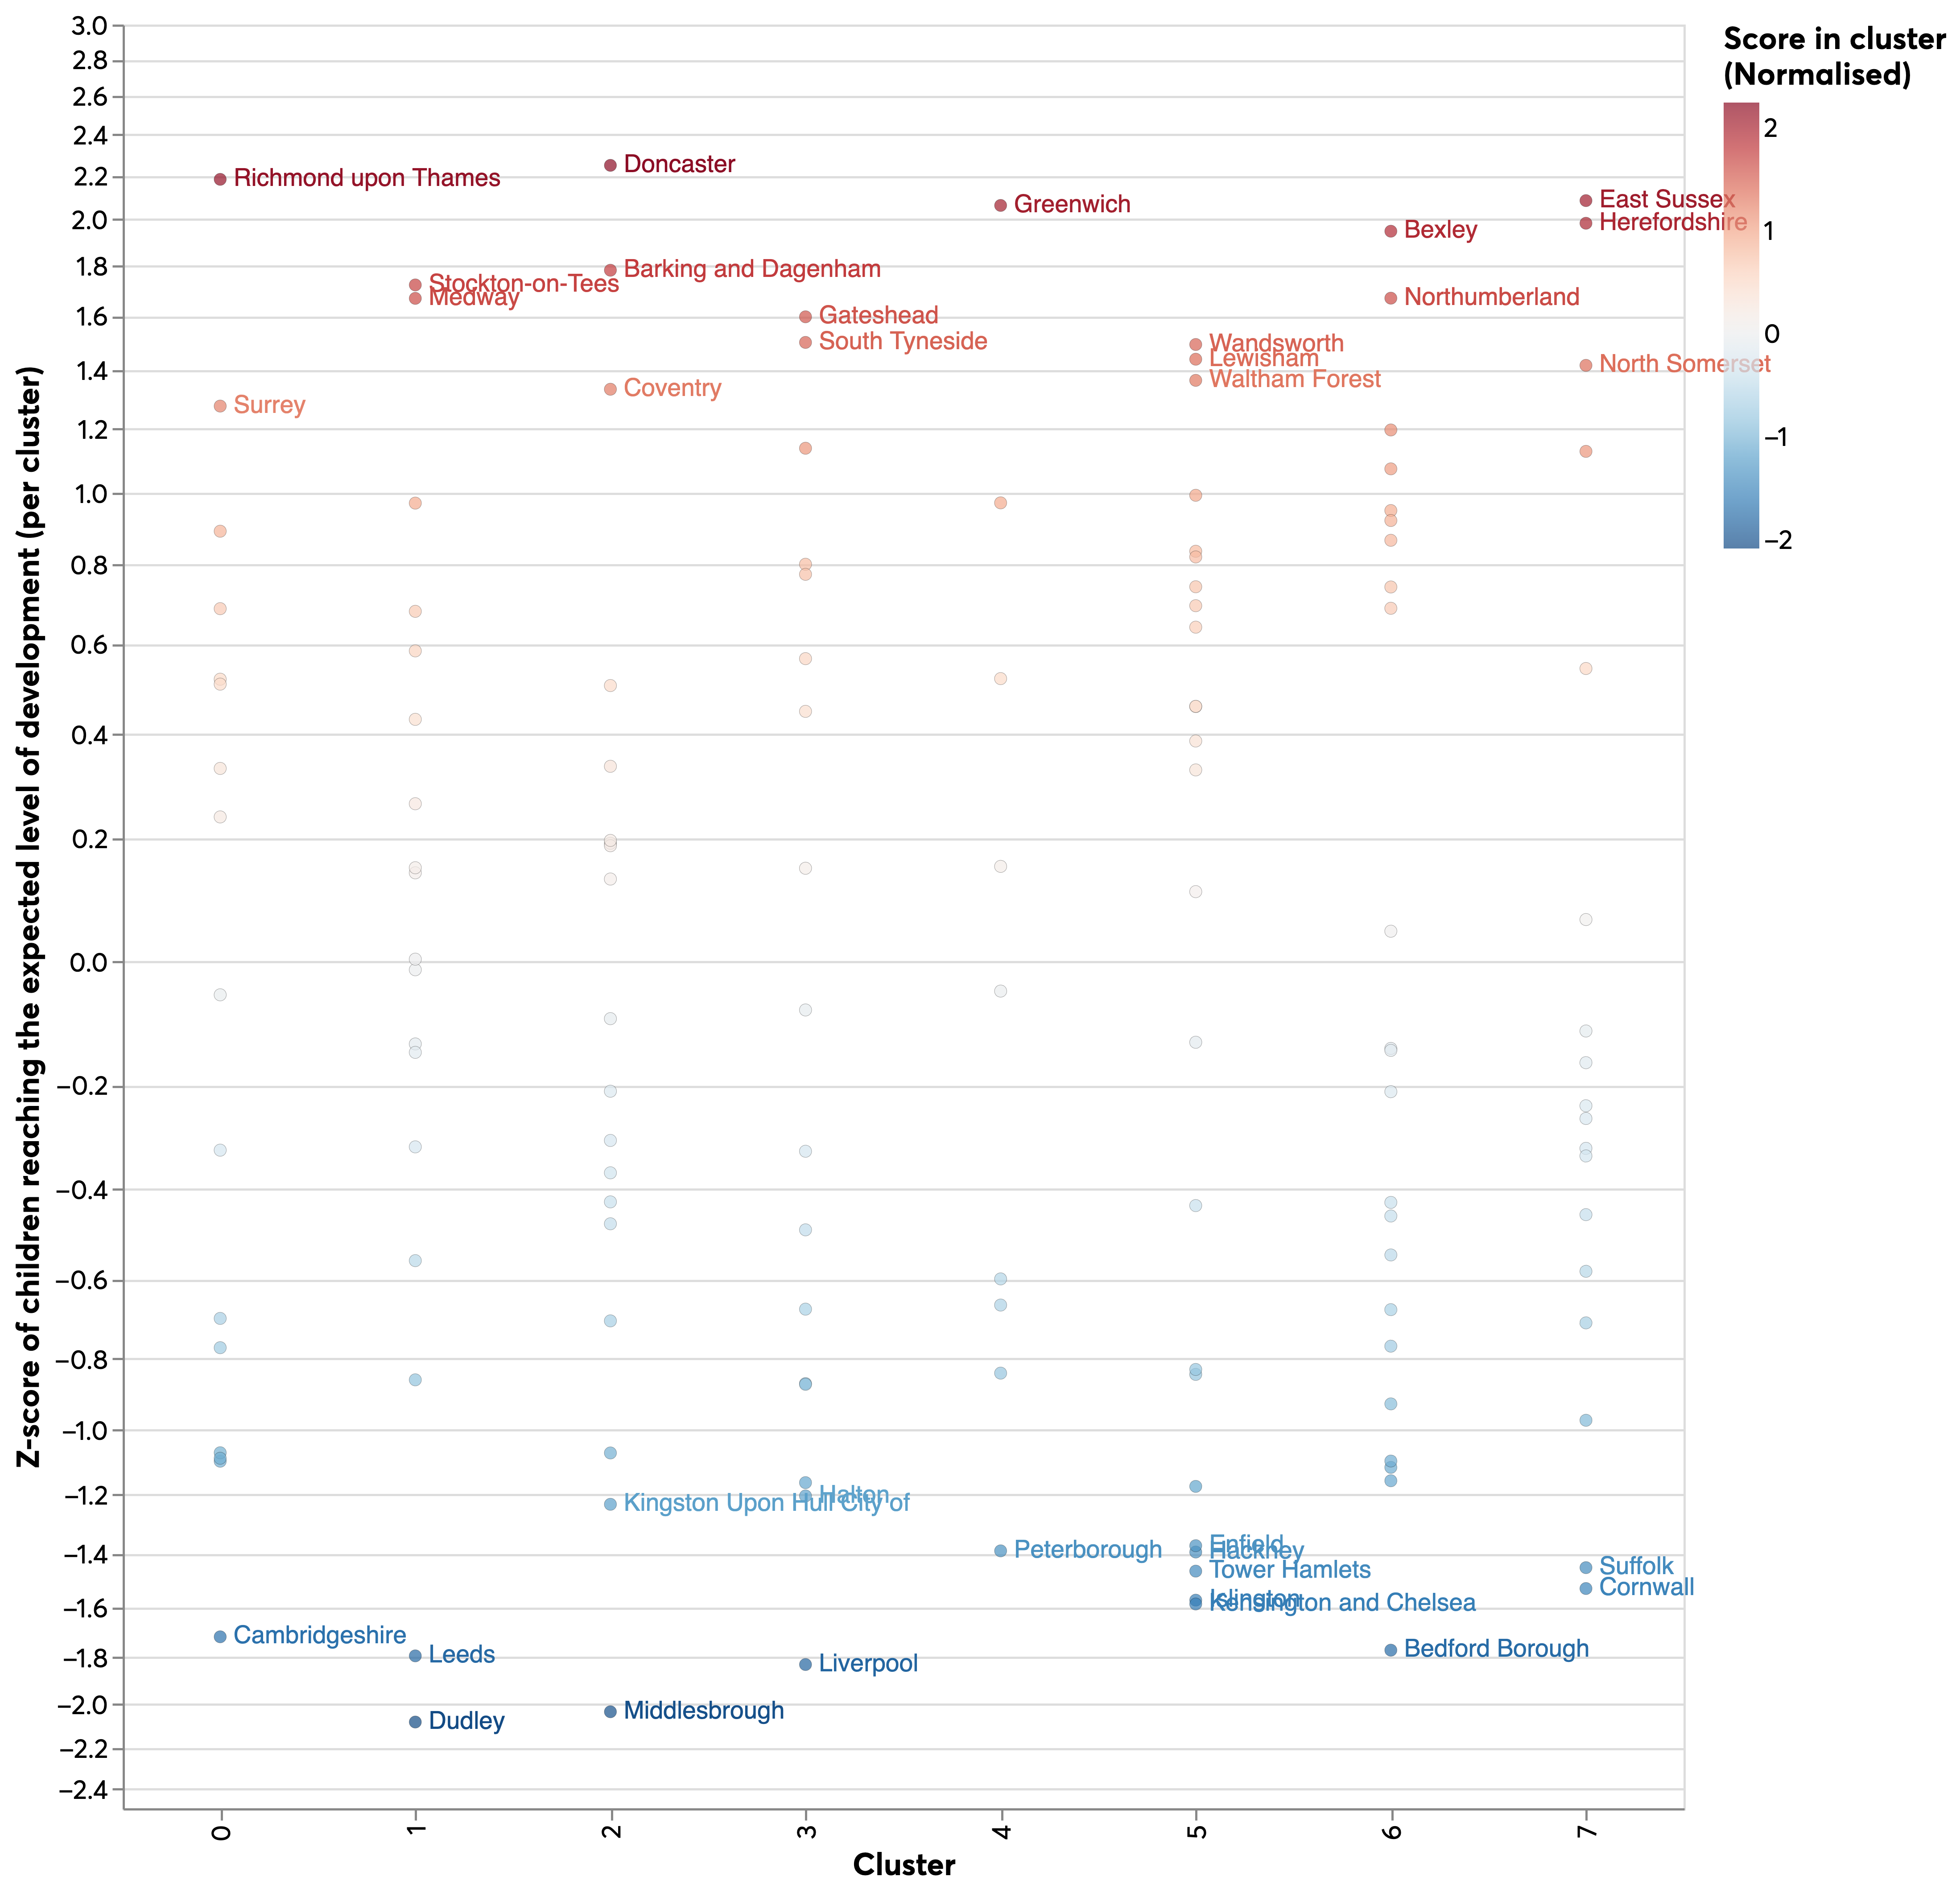 Score in cluster
(Normalised)
2
1
0
−1
−2
Z-score of children reaching the expected level of development (per cluster)
3.0
2.8
2.6
2.4
2.2
2.0
1.8
1.6
1.4
1.2
1.0
0.8
0.6
0.4
0.2
0.0
−0.2
−0.4
−0.6
−0.8
−1.0
−1.2
−1.4
−1.6
−1.8
−2.0
−2.2
−2.4
Doncaster
Richmond upon Thames
East Sussex
Greenwich
Herefordshire
Bexley
Barking and Dagenham
Stockton-on-Tees
Medway
Northumberland
Gateshead
South Tyneside
Wandsworth
Lewisham
North Somerset
Waltham Forest
Coventry
Surrey
Halton
Kingston Upon Hull City of
Enfield
Peterborough
Hackney
Suffolk
Tower Hamlets
Cornwall
Islington
Kensington and Chelsea
Cambridgeshire
Bedford Borough
Leeds
Liverpool
Middlesbrough
Dudley
0
1
2
3
4
5
6
7
Cluster